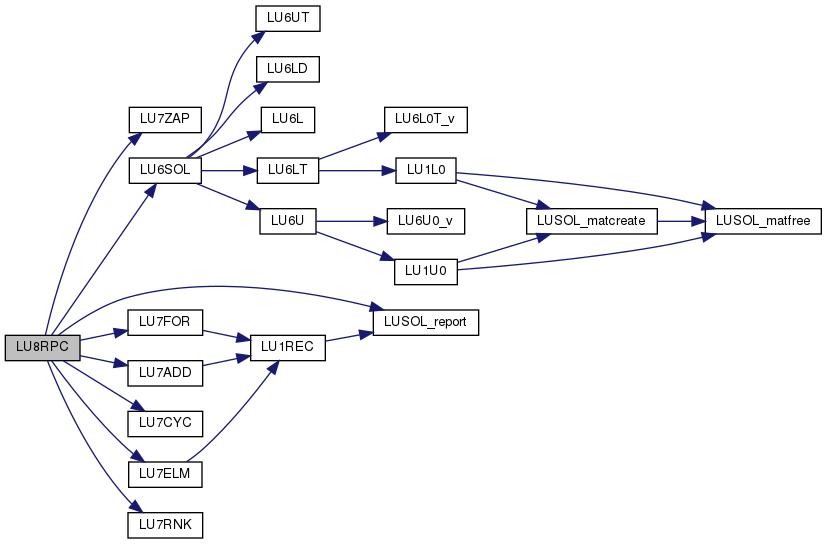 LU6UT
LU6LD
LU7ZAP
LU6L
LU6L0T_v
LU6SOL
LU6LT
LU1L0
LU6U
LU6U0_v
LUSOL_matcreate
LUSOL_matfree
LU1U0
LU7FOR
LUSOL_report
LU8RPC
LU1REC
LU7ADD
LU7CYC
LU7ELM
LU7RNK